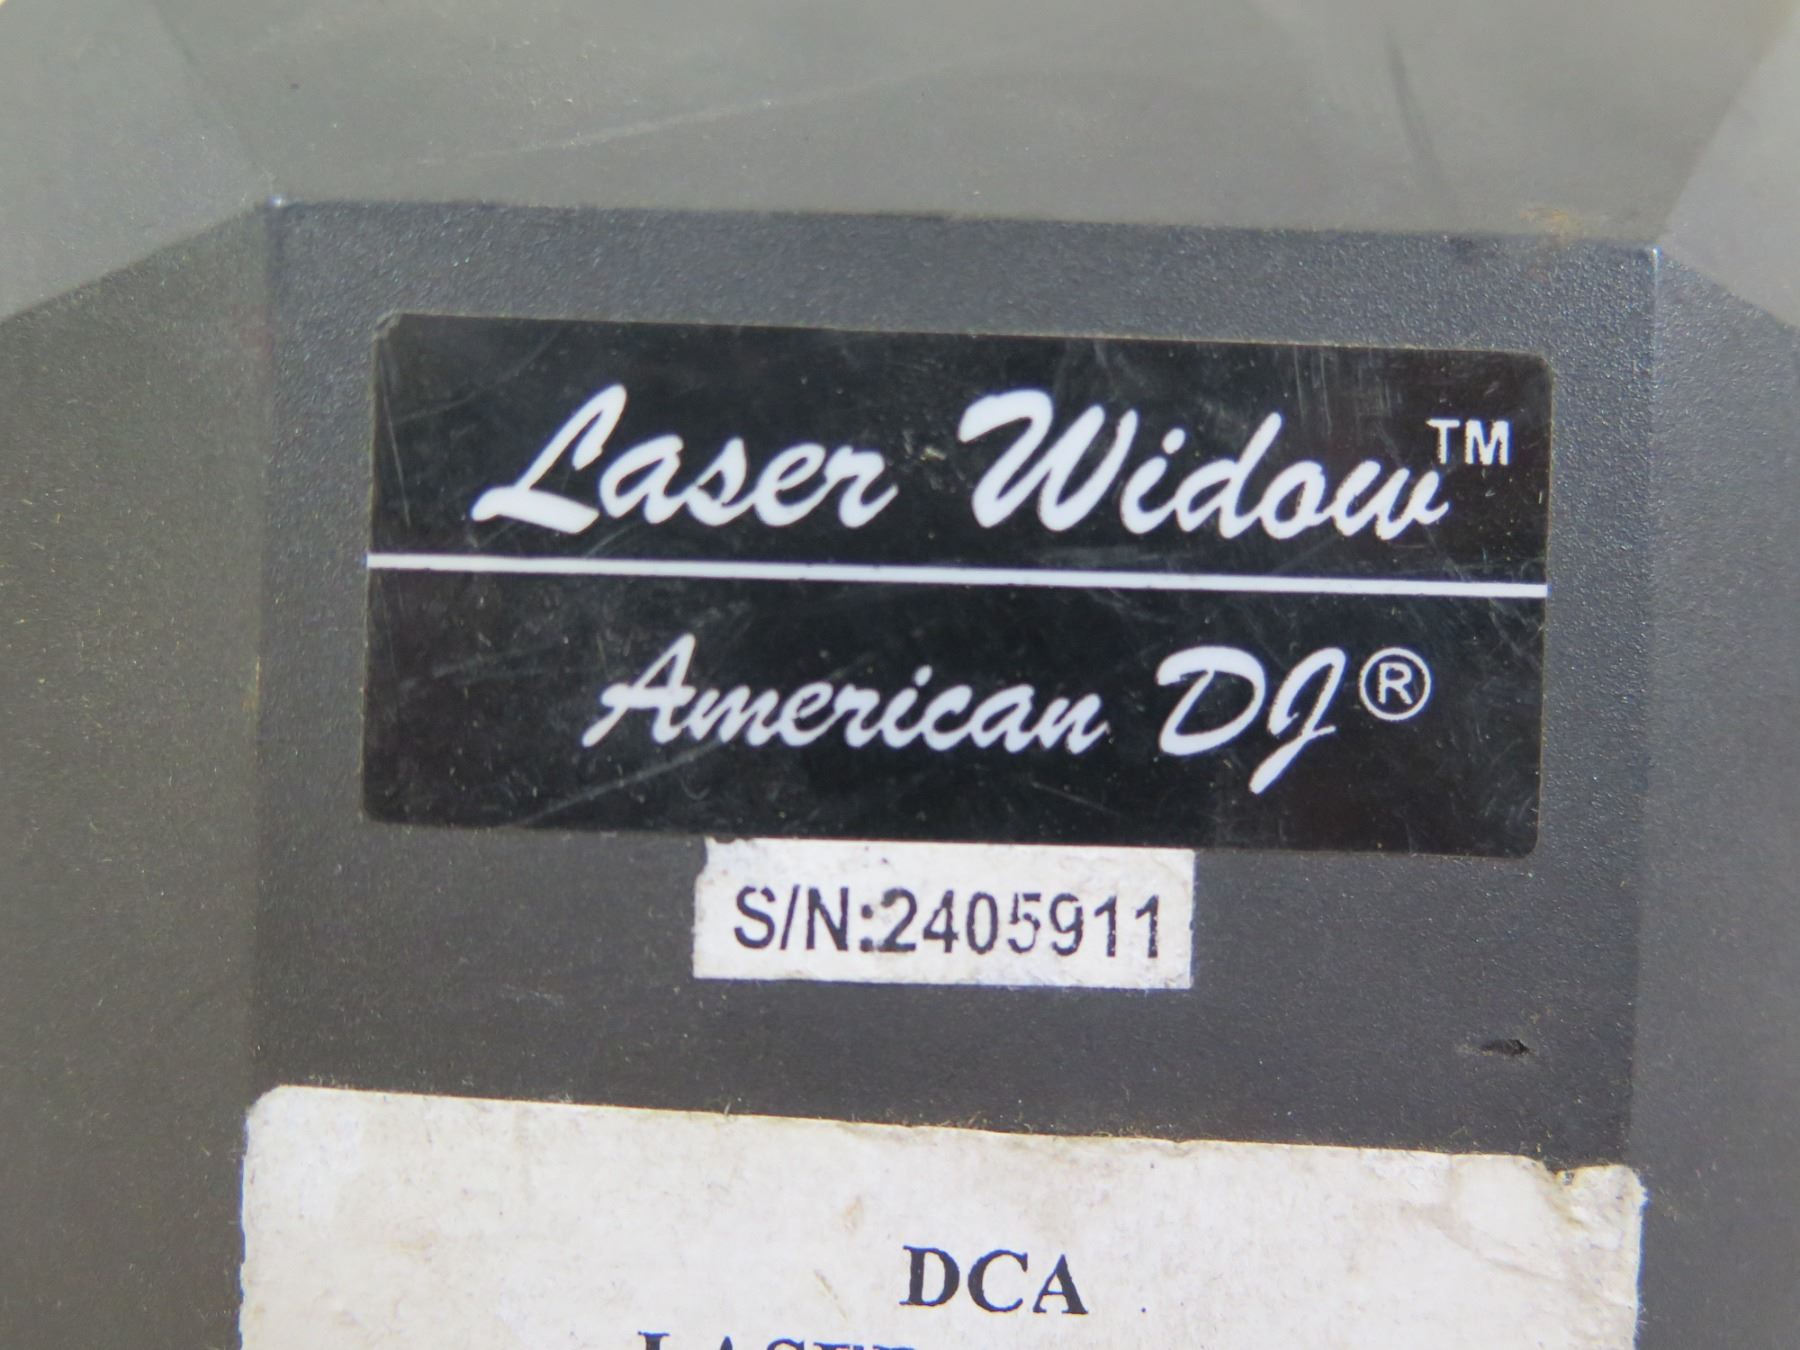 Laser Widow™
American DJ®
S/N:2405911
DCA